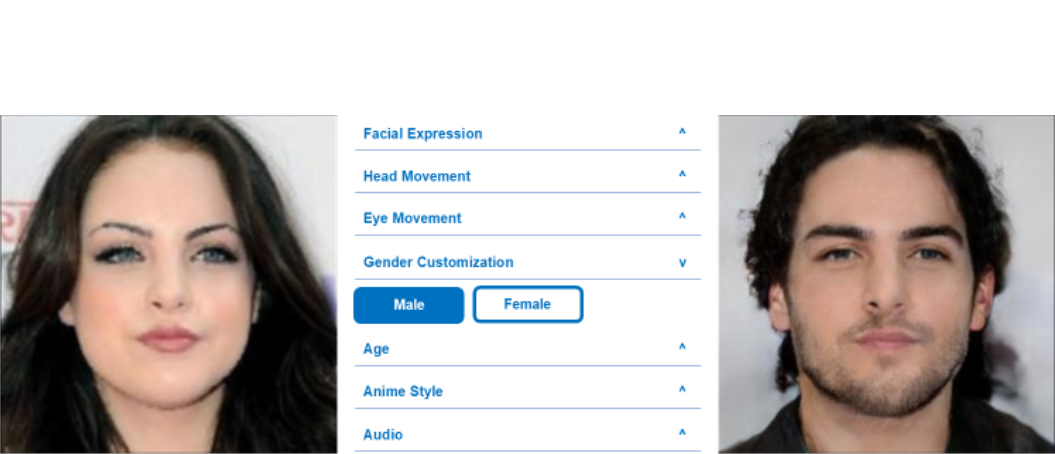 Facial Expression ^
Head Movement ^
Eye Movement ^
Gender Customization v
Male Female
Age ^
Anime Style ^
Audio ^